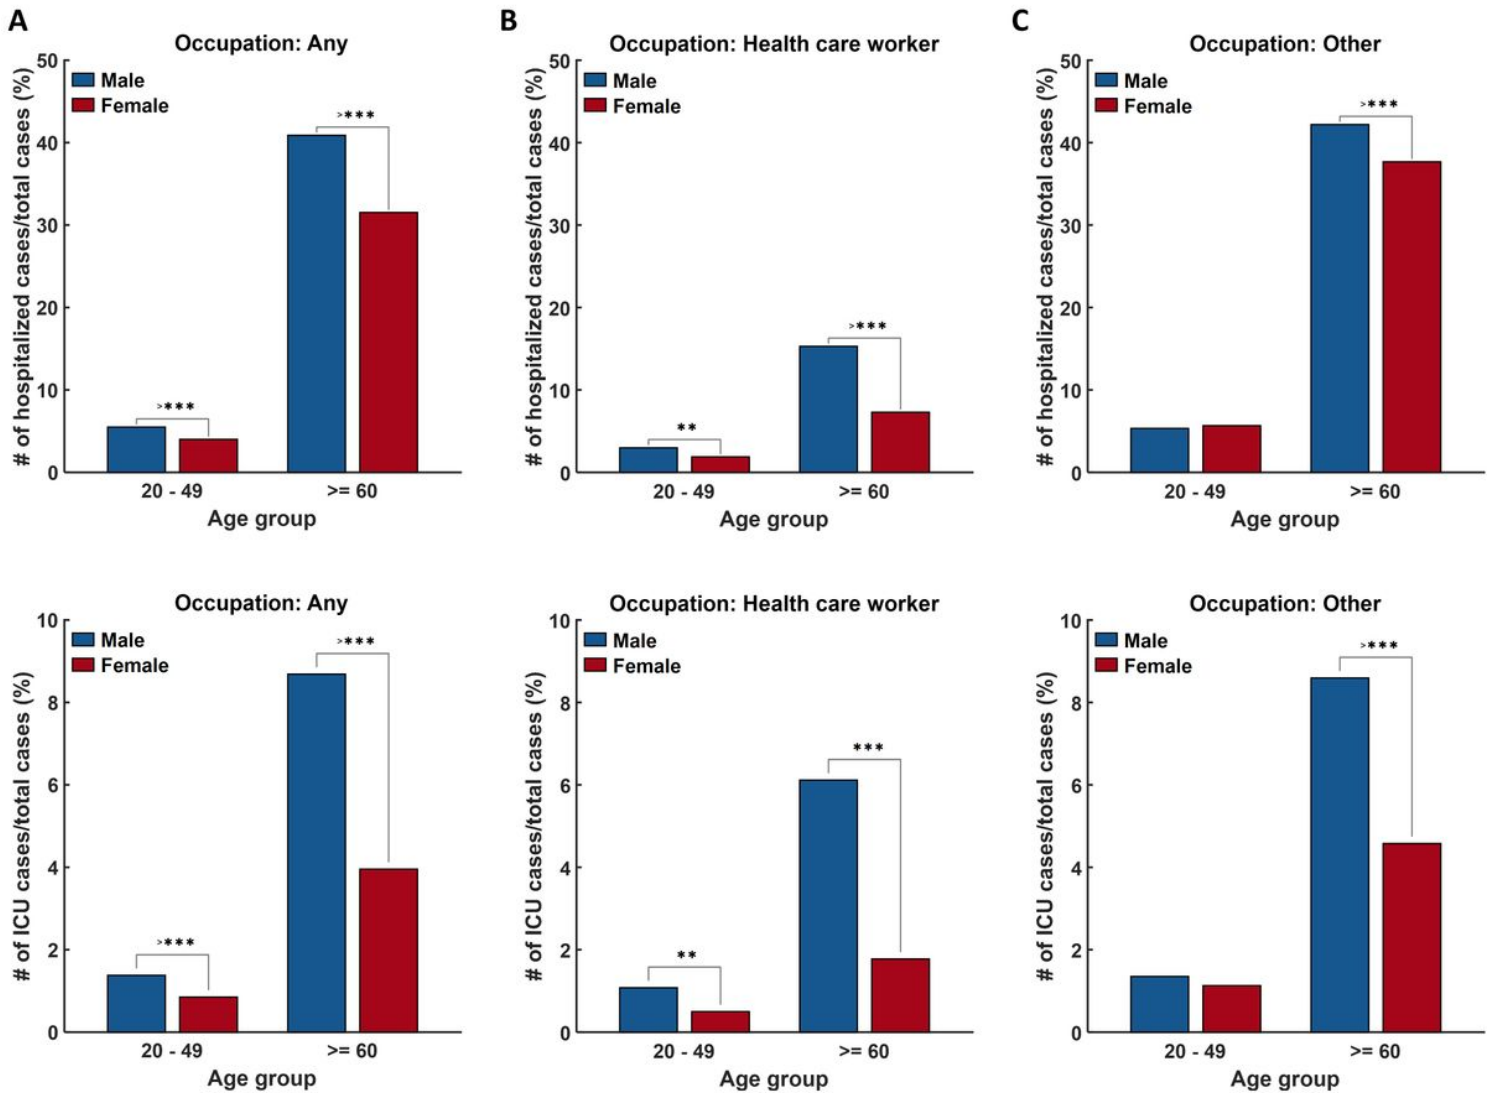 A
Occupation: Any
Male
Female
# of hospitalized cases/total cases (%)
50
40
30
20
10
0
>***
>***
20 - 49
>= 60
Age group
B
Occupation: Health care worker
Male
Female
# of hospitalized cases/total cases (%)
50
40
30
20
10
0
**
>***
20 - 49
>= 60
Age group
C
Occupation: Other
Male
Female
# of hospitalized cases/total cases (%)
50
40
30
20
10
0
>***
20 - 49
>= 60
Age group
Occupation: Any
Male
Female
# of ICU cases/total cases (%)
10
8
6
4
2
0
>***
>***
20 - 49
>= 60
Age group
Occupation: Health care worker
Male
Female
# of ICU cases/total cases (%)
10
8
6
4
2
0
**
***
20 - 49
>= 60
Age group
Occupation: Other
Male
Female
# of ICU cases/total cases (%)
10
8
6
4
2
0
>***
20 - 49
>= 60
Age group